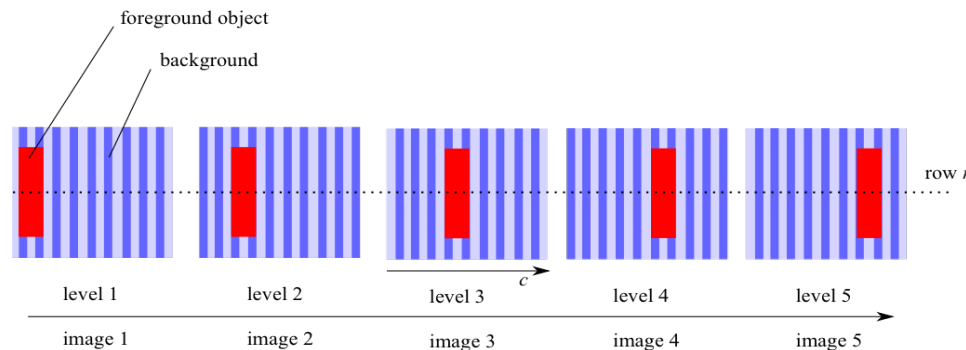 foreground object
background
row r
c
level 1 level 2 level 3 level 4 level 5
image 1 image 2 image 3 image 4 image 5